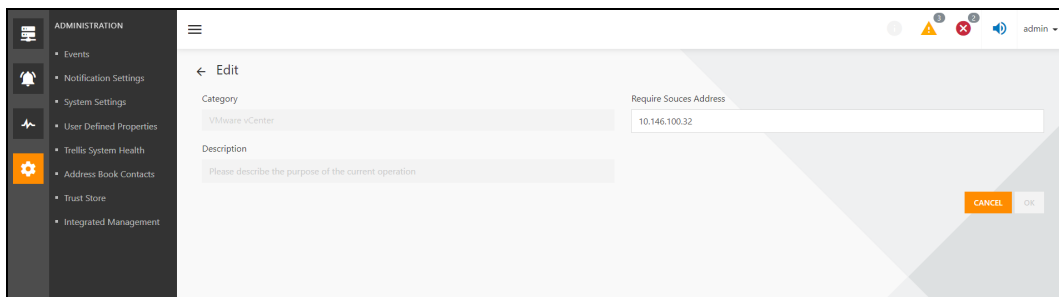 ADMINISTRATION
3
2
admin
Events
Notification Settings
System Settings
User Defined Properties
Trellis System Health
Address Book Contacts
Trust Store
Integrated Management
← Edit
Category
VMware vCenter
Description
Please describe the purpose of the current operation
Require Souces Address
10.146.100.32
CANCEL
OK